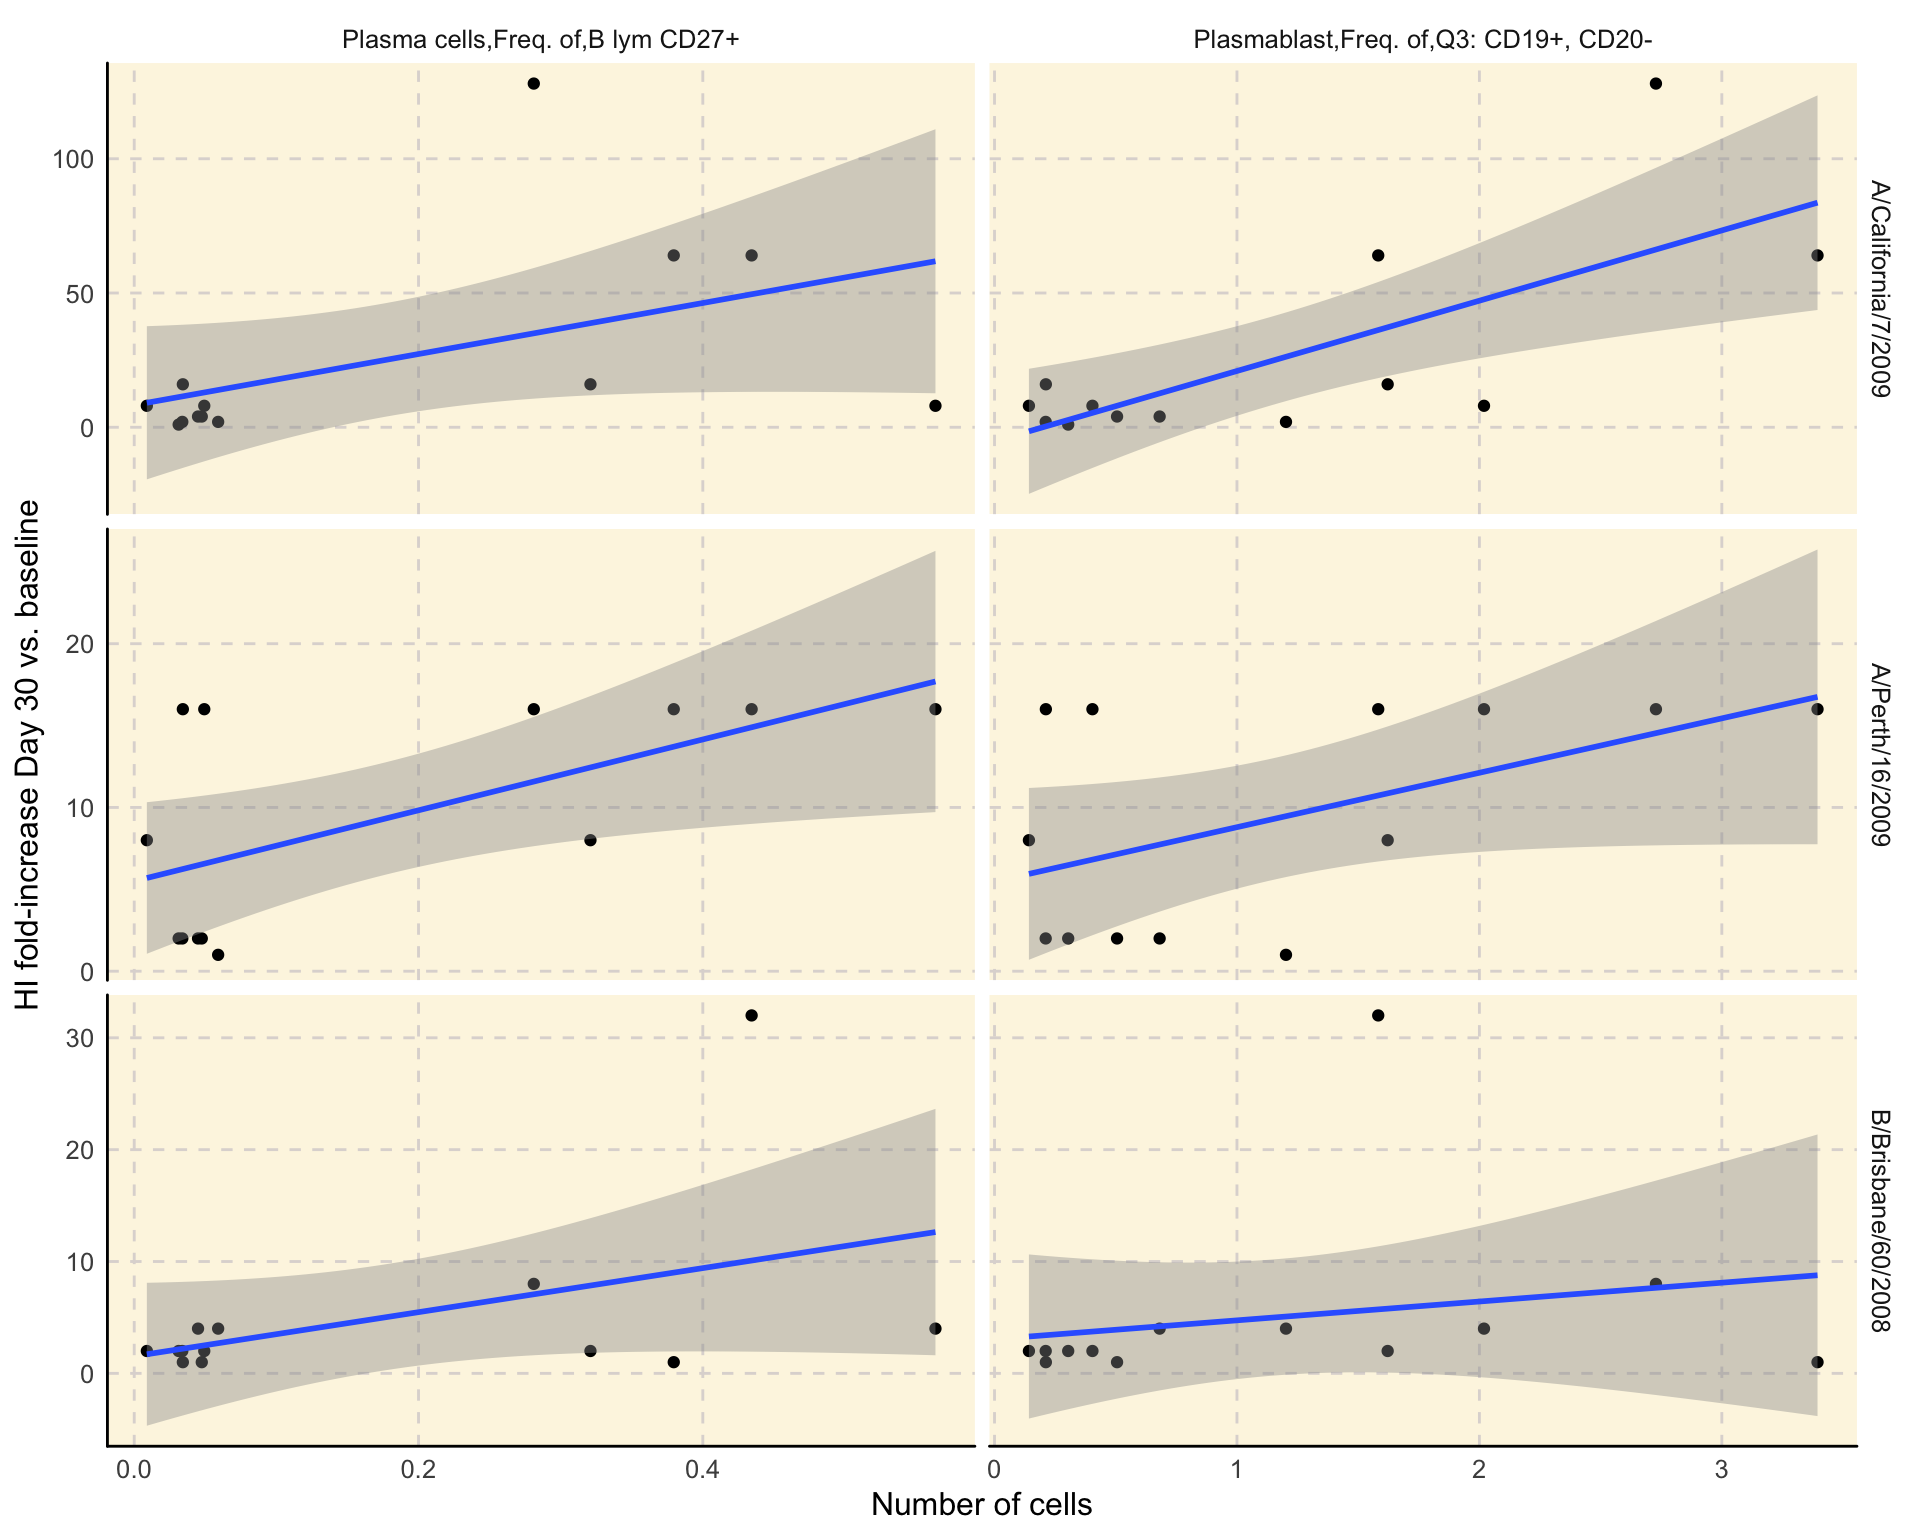 Plasma cells,Freq. of,B lym CD27+
Plasmablast,Freq. of,Q3: CD19+, CD20-
100
50
0
A/California/7/2009
HI fold-increase Day 30 vs. baseline
20
10
0
A/Perth/16/2009
30
20
10
0
A/Brisbane/60/2008
0.0
0.2
0.4
0
1
2
3
Number of cells